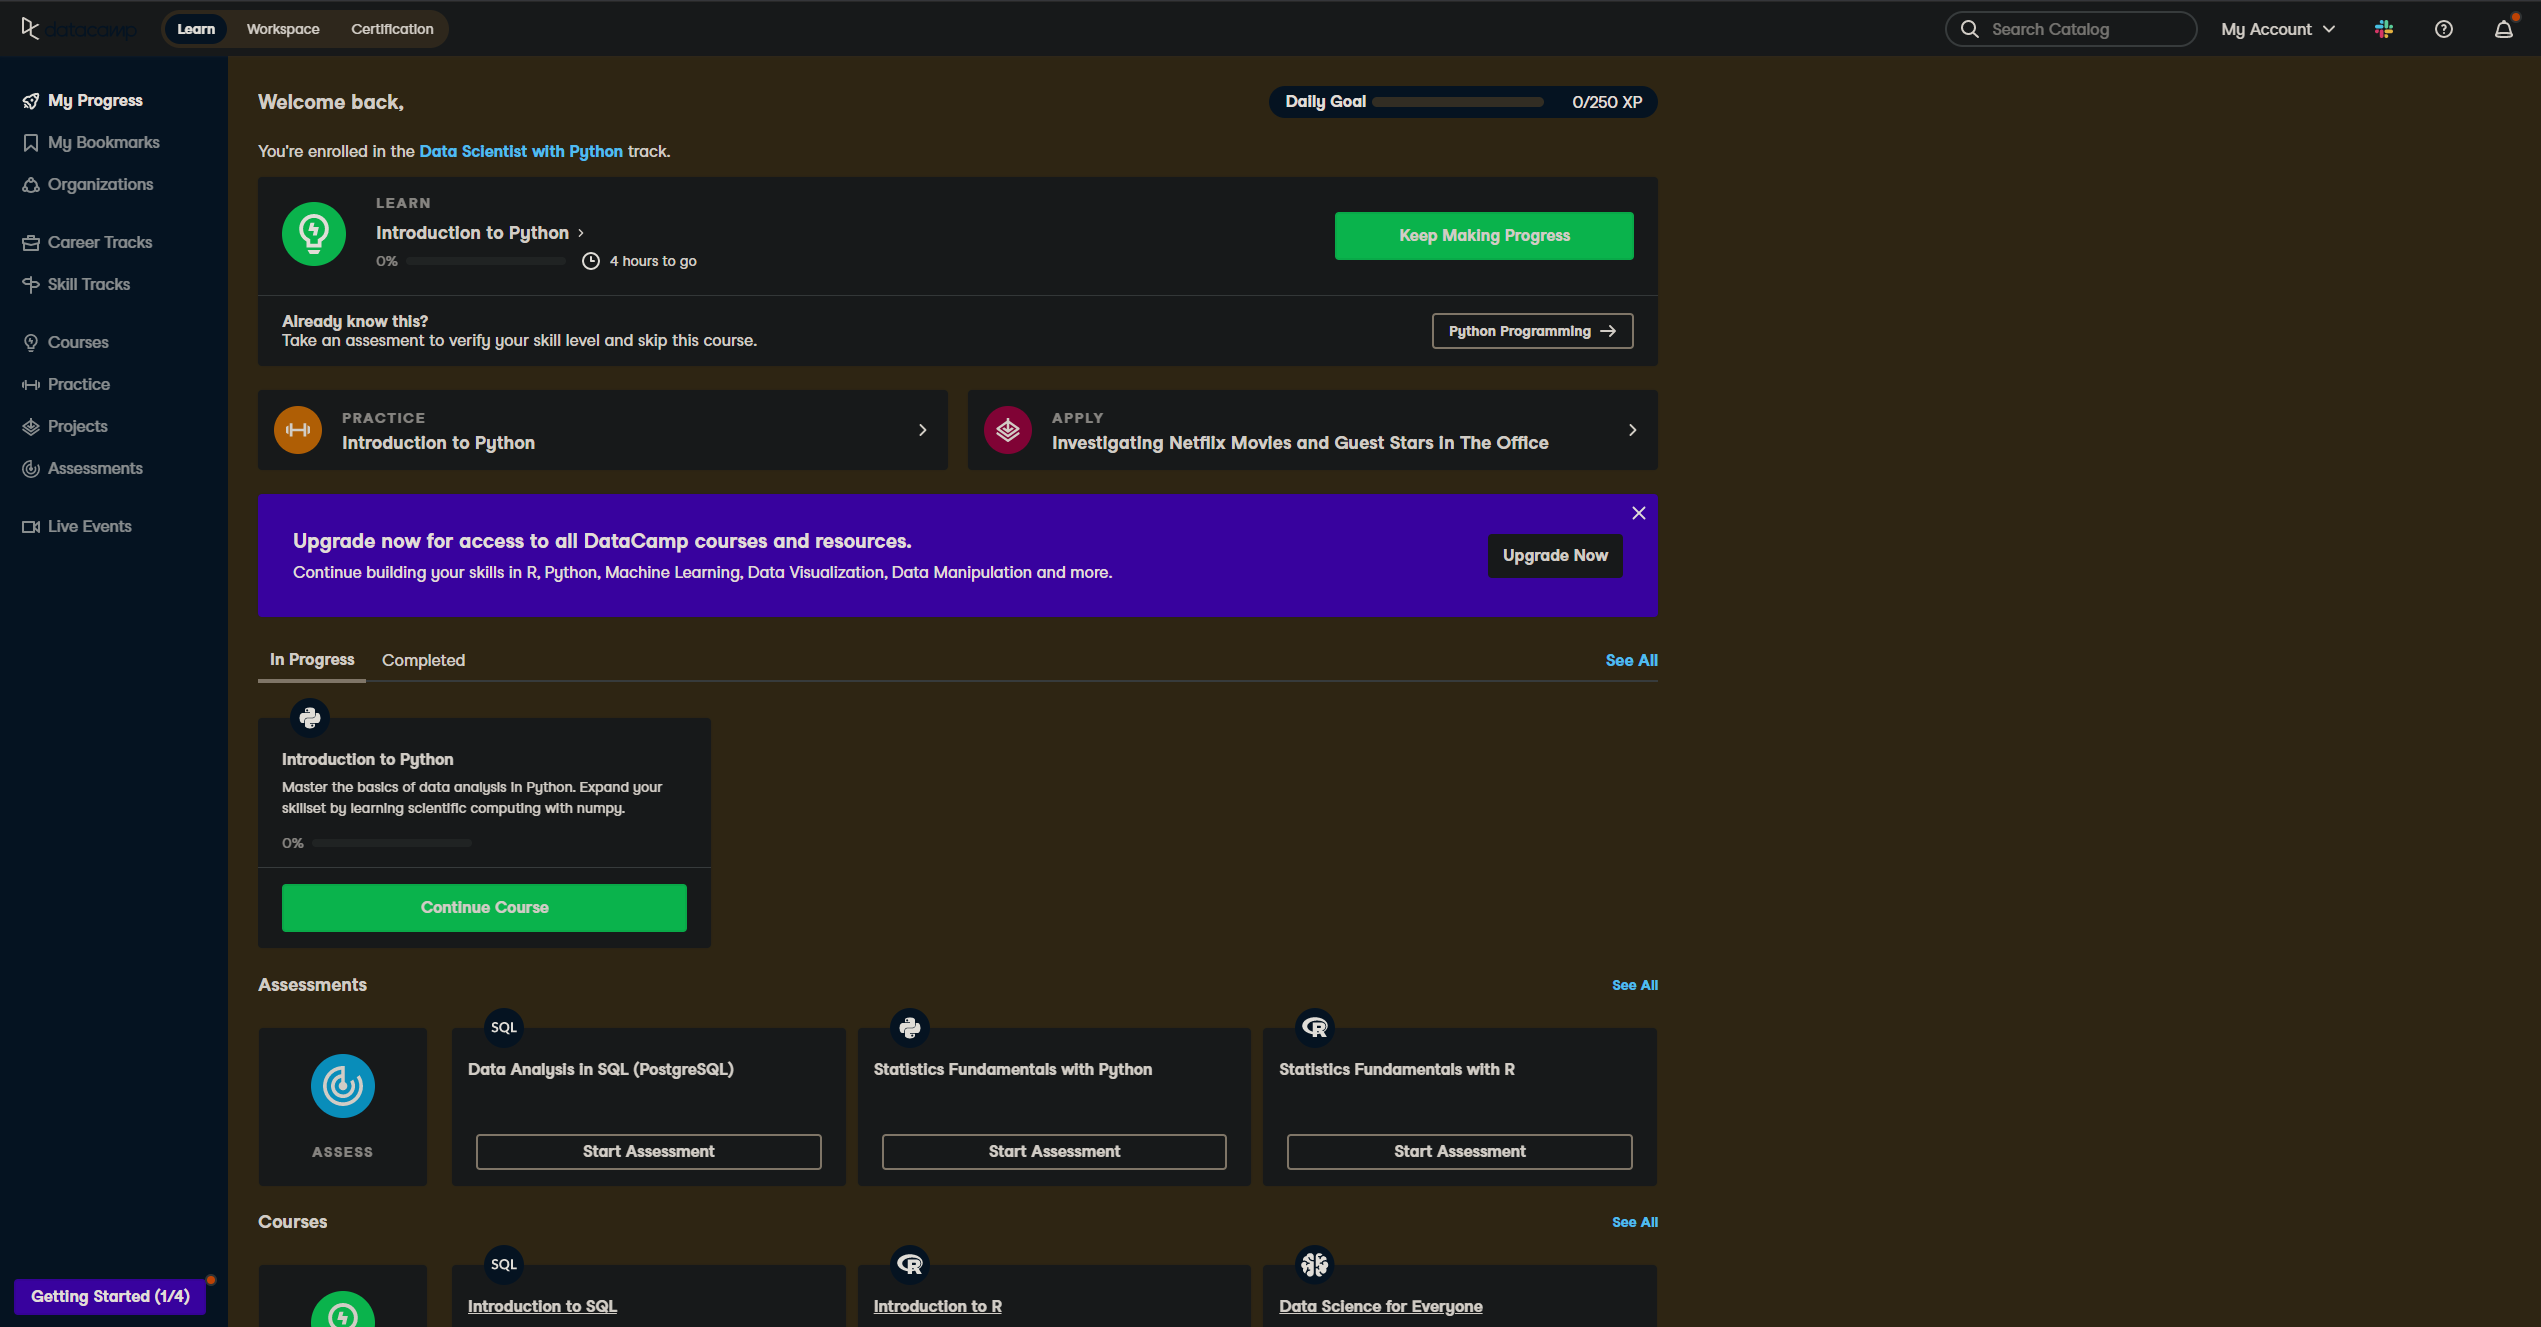 datacamp
Learn
Workspace
Certification
Search Catalog
My Account
My Progress
My Bookmarks
Organizations
Career Tracks
Skill Tracks
Courses
Practice
Projects
Assessments
Live Events
Getting Started (1/4)
Welcome back,
Daily Goal
0/250 XP
You're enrolled in the Data Scientist with Python track.
LEARN
Introduction to Python
0%
4 hours to go
Keep Making Progress
Already know this?
Take an assesment to verify your skill level and skip this course.
Python Programming
PRACTICE
Introduction to Python
APPLY
Investigating Netflix Movies and Guest Stars in The Office
Upgrade now for access to all DataCamp courses and resources.
Continue building your skills in R, Python, Machine Learning, Data Visualization, Data Manipulation and more.
Upgrade Now
In Progress
Completed
See All
Introduction to Python
Master the basics of data analysis in Python. Expand your
skillset by learning scientific computing with numpy.
0%
Continue Course
Assessments
See All
ASSESS
SQL
Data Analysis in SQL (PostgreSQL)
Start Assessment
Statistics Fundamentals with Python
Start Assessment
R
Statistics Fundamentals with R
Start Assessment
Courses
See All
SQL
Introduction to SQL
R
Introduction to R
Data Science for Everyone